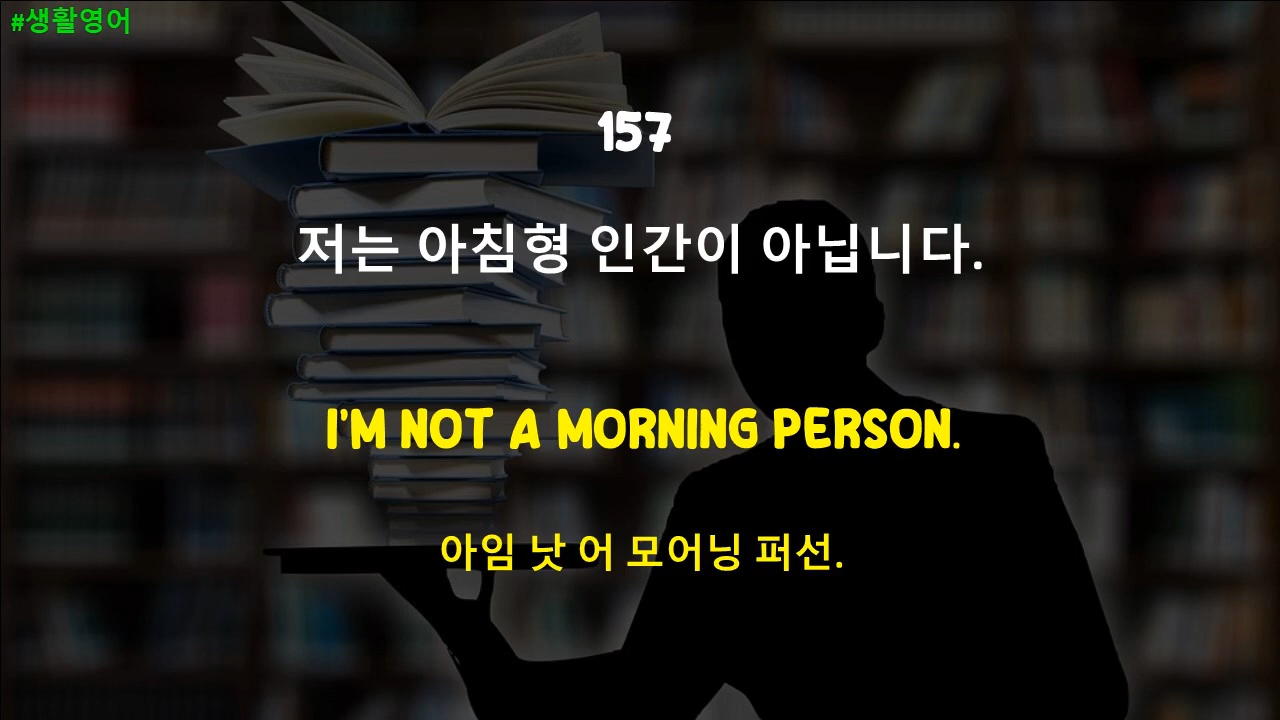 #생활영어
157
저는 아침형 인간이 아닙니다.
I'M NOT A MORNING PERSON.
아임 낫 어 모어닝 퍼선.